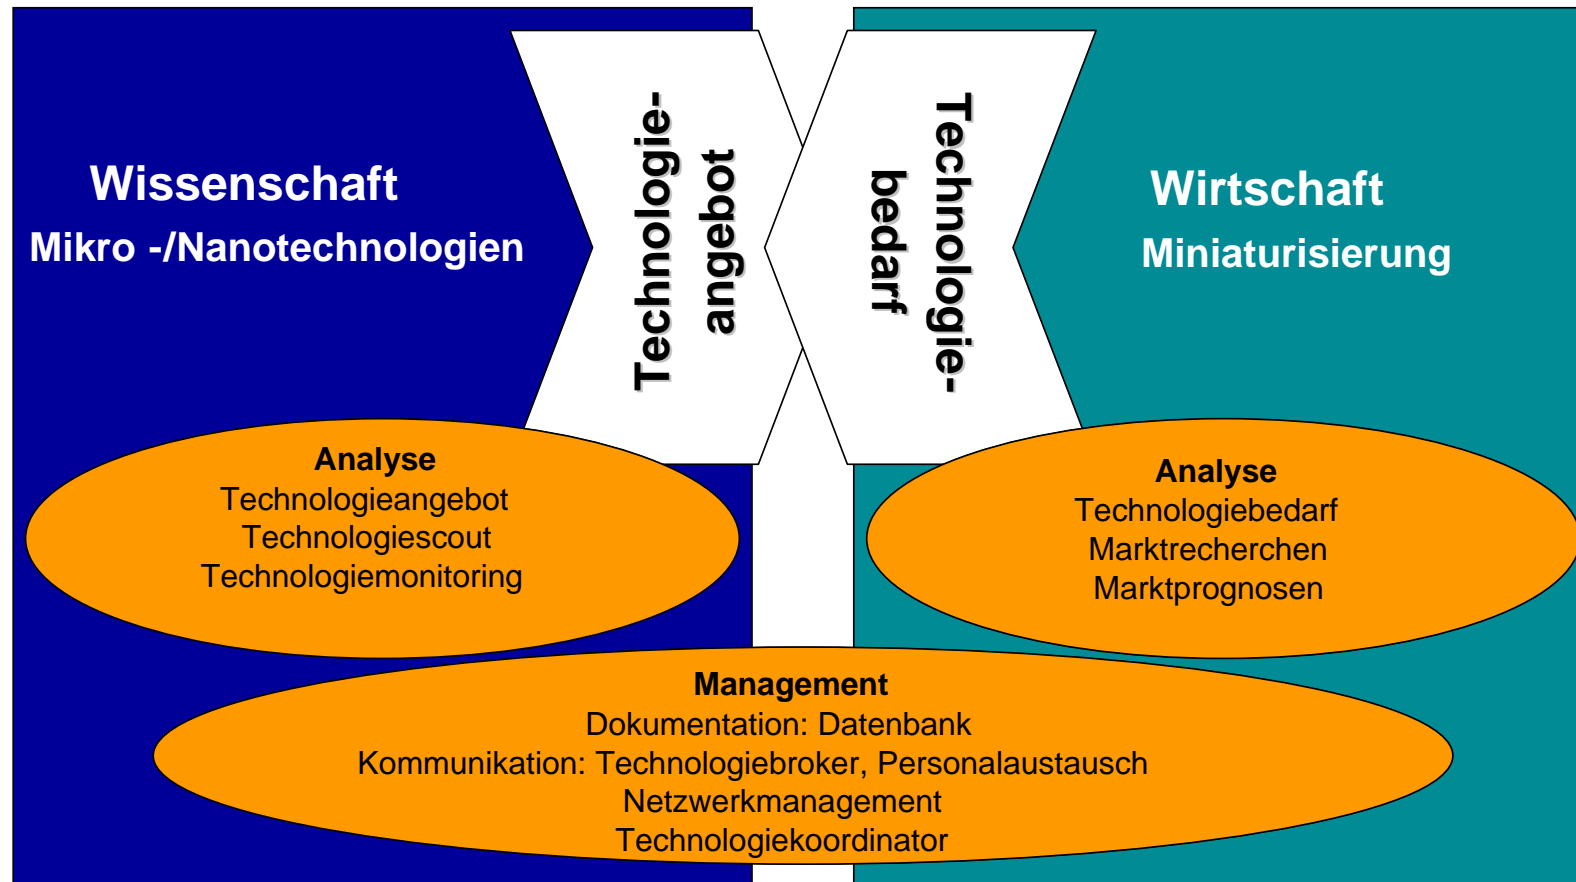 Wissenschaft
Mikro -/Nanotechnologien
Technologie-
angebot
Technologie-
bedarf
Wirtschaft
Miniaturisierung
Analyse
Technologieangebot
Technologiescout
Technologiemonitoring
Analyse
Technologiebedarf
Marktrecherchen
Marktprognosen
Management
Dokumentation: Datenbank
Kommunikation: Technologiebroker, Personalaustausch
Netzwerkmanagement
Technologiekoordinator